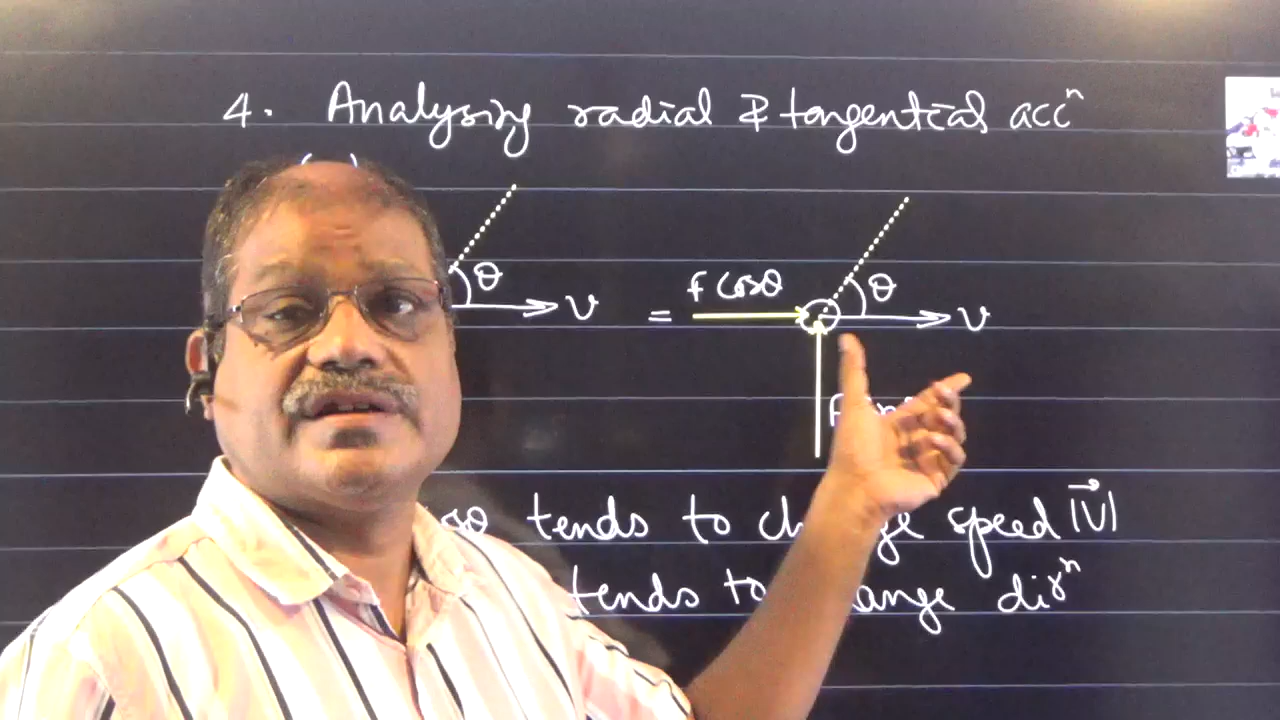 4. Analysing radial & tangential accⁿ
θ
v
=
f cosθ
θ
v
tends to change speed |v⃗|
tends to change dirⁿ